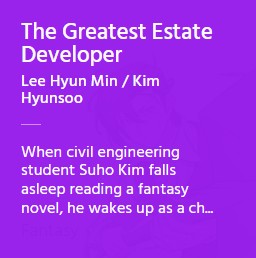 The Greatest Estate
Developer
Lee Hyun Min / Kim
Hyunsoo
When civil engineering
student Suho Kim falls
asleep reading a fantasy
novel, he wakes up as a ch...